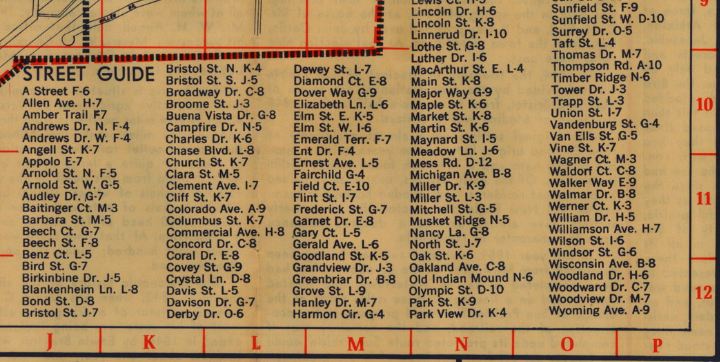 STREET GUIDE
A Street F-6
Allen Ave. H-7
Amber Trail F7
Andrews Dr. N. F-4
Andrews Dr. W. F-4
Angell St. K-7
Appolo E-7
Arnold St. N. F-5
Arnold St. W. G-5
Audley Dr. G-7
Baitinger Ct. M-3
Barbara St. M-5
Beech Ct. G-7
Beech St. F-8
Benz Ct. L-5
Bird St. G-7
Birkinbine Dr. J-5
Blankenheim Ln. L-8
Bond St. D-8
Bristol St. J-7
Bristol St. N. K-4
Bristol St. S. J-5
Broadway Dr. C-8
Broome St. J-3
Buena Vista Dr. G-8
Campfire Dr. N-5
Charles Dr. K-6
Chase Blvd. L-8
Church St. K-7
Clara St. M-5
Clement Ave. I-7
Cliff St. K-7
Colorado Ave. A-9
Columbus St. K-7
Commercial Ave. H-8
Concord Dr. C-8
Coral Dr. E-8
Covey St. G-9
Crystal Ln. D-8
Davis St. L-5
Davison Dr. G-7
Derby Dr. O-6
Dewey St. L-7
Diamond Ct. E-8
Dover Way G-9
Elizabeth Ln. L-6
Elm St. E. K-5
Elm St. W. I-6
Emerald Terr. F-7
Ent Dr. F-4
Ernest Ave. L-5
Fairchild G-4
Field Ct. E-10
Flint St. I-7
Frederick St. G-7
Garnet Dr. E-8
Gary Ct. L-5
Gerald Ave. L-6
Goodland St. K-5
Grandview Dr. J-3
Greenbriar Dr. B-8
Grove St. L-9
Hanley Dr. M-7
Harmon Cir. G-4
Lewis Ct. H-5
Lincoln Dr. H-6
Lincoln St. K-8
Linnerud Dr. I-10
Lothe St. G-8
Luther Dr. I-6
MacArthur St. E. L-4
Main St. K-8
Major Way G-9
Maple St. K-6
Market St. K-8
Martin St. K-6
Maynard St. I-5
Meadow Ln. J-6
Mess Rd. D-12
Michigan Ave. B-8
Miller Dr. K-9
Miller St. L-3
Mitchell St. G-5
Musket Ridge N-5
Nancy La. G-8
North St. J-7
Oak St. K-6
Oakland Ave. C-8
Old Indian Mound N-6
Olympic St. D-10
Park St. K-9
Park View Dr. K-4
Sunfield St. F-9
Sunfield St. W. D-10
Surrey Dr. O-5
Taft St. L-4
Thomas Dr. M-7
Thompson Rd. A-10
Timber Ridge N-6
Tower Dr. J-3
Trapp St. L-3
Union St. I-7
Vandenburg St. G-4
Van Ells St. G-5
Vine St. K-7
Wagner Ct. M-3
Waldorf Ct. C-8
Walker Way E-9
Walmar Dr. B-8
Werner Ct. K-3
William Dr. H-5
Williamson Ave. H-7
Wilson St. I-6
Windsor St. G-6
Wisconsin Ave. B-8
Woodland Dr. H-6
Woodward Dr. C-7
Woodview Dr. M-7
Wyoming Ave. A-9
9
10
11
12
J K L M N O P